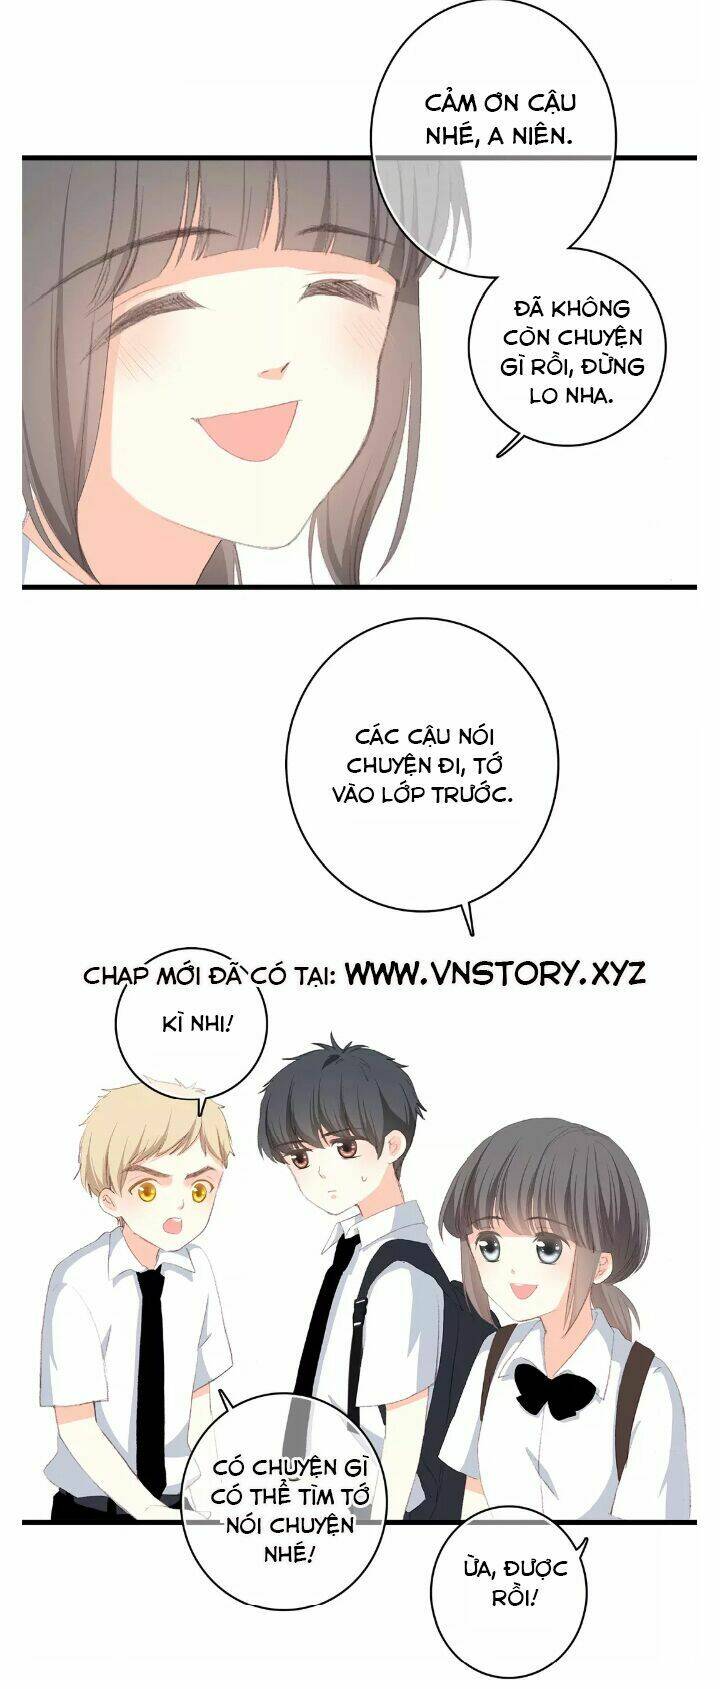 CẢM ƠN CẬU
NHÉ, A NIÊN.
ĐÃ KHÔNG
CÒN CHUYỆN
GÌ RỒI, ĐỪNG
LO NHA.
CÁC CẬU NÓI
CHUYỆN ĐI, TỚ
VÀO LỚP TRƯỚC.
CHAP MỚI ĐÃ CÓ TẠI: WWW.VNSTORY.XYZ
KÌ NHI!
CÓ CHUYỆN GÌ
CÓ THỂ TÌM TỚ
NÓI CHUYỆN
NHÉ!
ỪA, ĐƯỢC
RỒI!